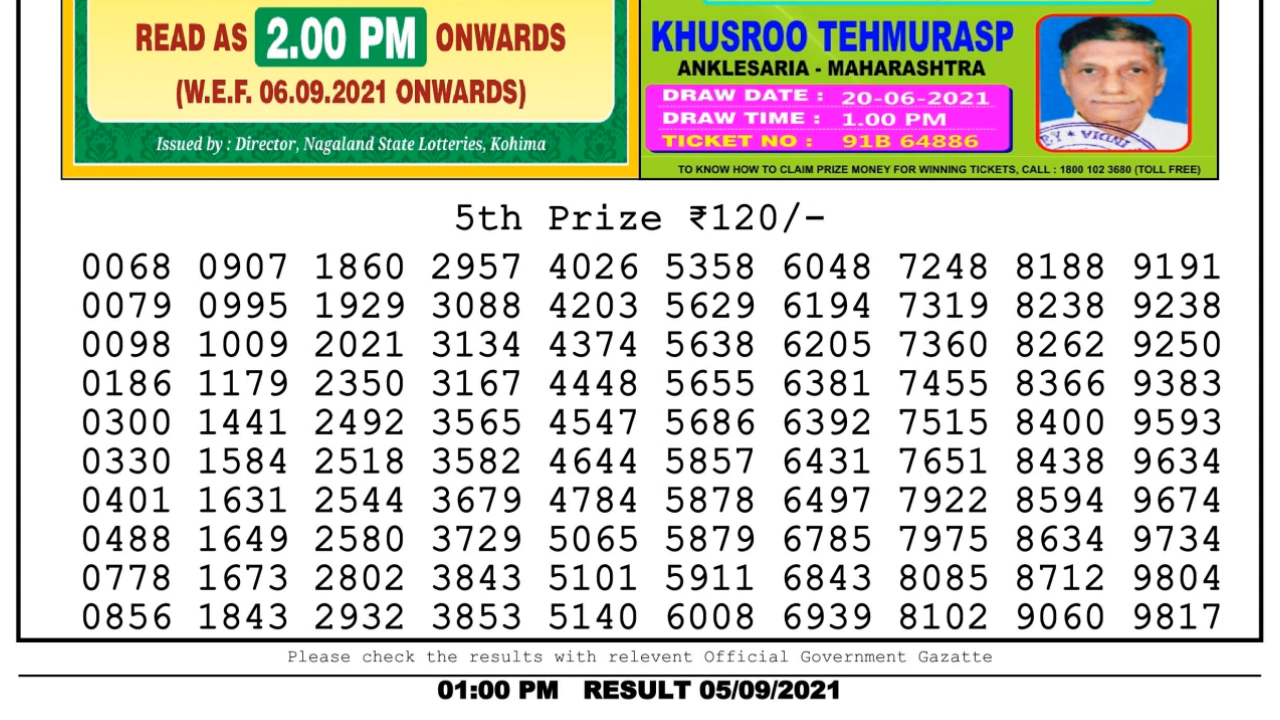 READ AS 2.00 PM ONWARDS
(W.E.F. 06.09.2021 ONWARDS)
Issued by : Director, Nagaland State Lotteries, Kohima
KHUSROO TEHMURASP
ANKLESARIA - MAHARASHTRA
DRAW DATE : 20-06-2021
DRAW TIME : 1.00 PM
TICKET NO : 91B 64886
TO KNOW HOW TO CLAIM PRIZE MONEY FOR WINNING TICKETS, CALL : 1800 102 3680 (TOLL FREE)
5th Prize ₹120/-
0068 0907 1860 2957 4026 5358 6048 7248 8188 9191
0079 0995 1929 3088 4203 5629 6194 7319 8238 9238
0098 1009 2021 3134 4374 5638 6205 7360 8262 9250
0186 1179 2350 3167 4448 5655 6381 7455 8366 9383
0300 1441 2492 3565 4547 5686 6392 7515 8400 9593
0330 1584 2518 3582 4644 5857 6431 7651 8438 9634
0401 1631 2544 3679 4784 5878 6497 7922 8594 9674
0488 1649 2580 3729 5065 5879 6785 7975 8634 9734
0778 1673 2802 3843 5101 5911 6843 8085 8712 9804
0856 1843 2932 3853 5140 6008 6939 8102 9060 9817
Please check the results with relevent Official Government Gazatte
01:00 PM RESULT 05/09/2021